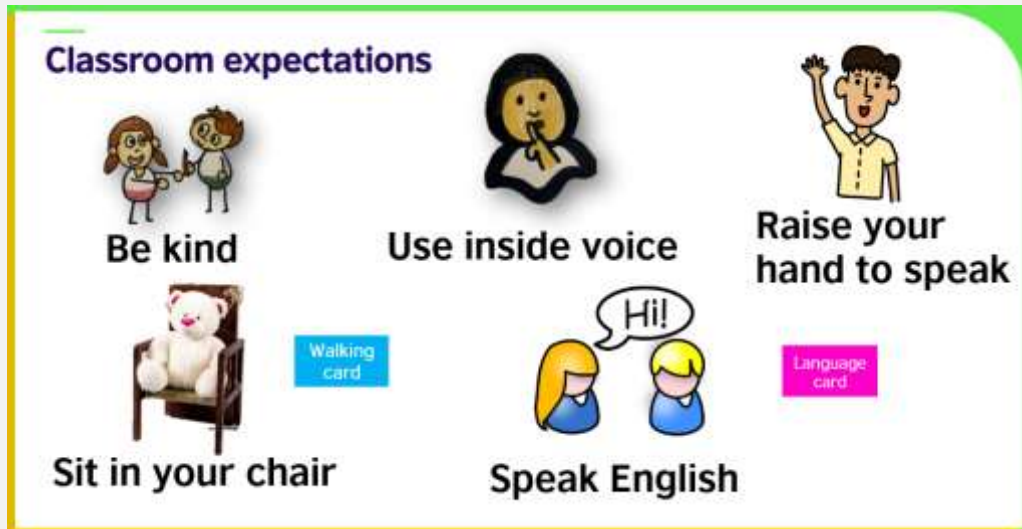 Classroom expectations
Be kind
Use inside voice
Raise your
hand to speak
Walking
card
Sit in your chair
Hi!
Language
card
Speak English